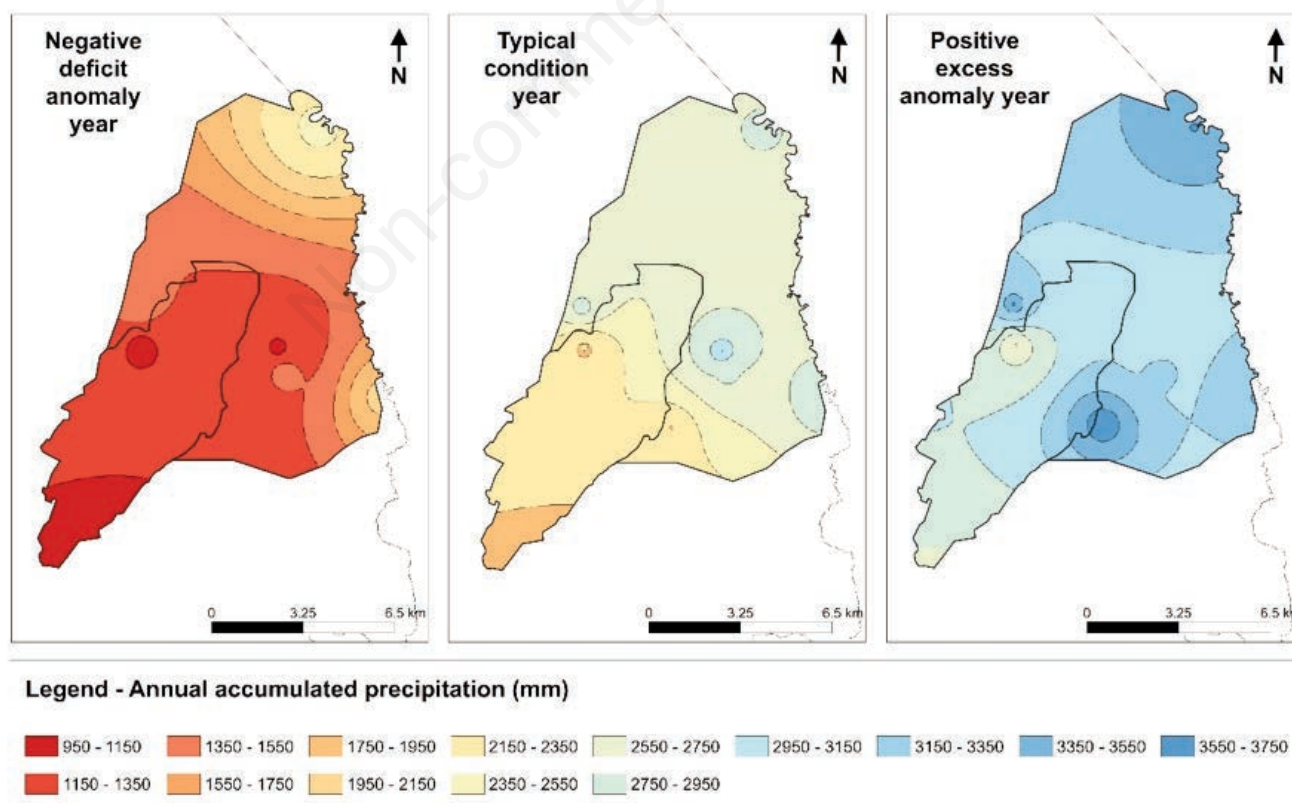 Negative
deficit
anomaly
year
N
Typical
condition
year
N
Positive
excess
anomaly year
N
0 3.25 6.5 km
0 3.25 6.5 km
0 3.25 6.5
Non-comme
Legend - Annual accumulated precipitation (mm)
950 - 1150 1350 - 1550 1750 - 1950 2150 - 2350 2550 - 2750 2950 - 3150 3150 - 3350 3350 - 3550 3550 - 3750
1150 - 1350 1550 - 1750 1950 - 2150 2350 - 2550 2750 - 2950